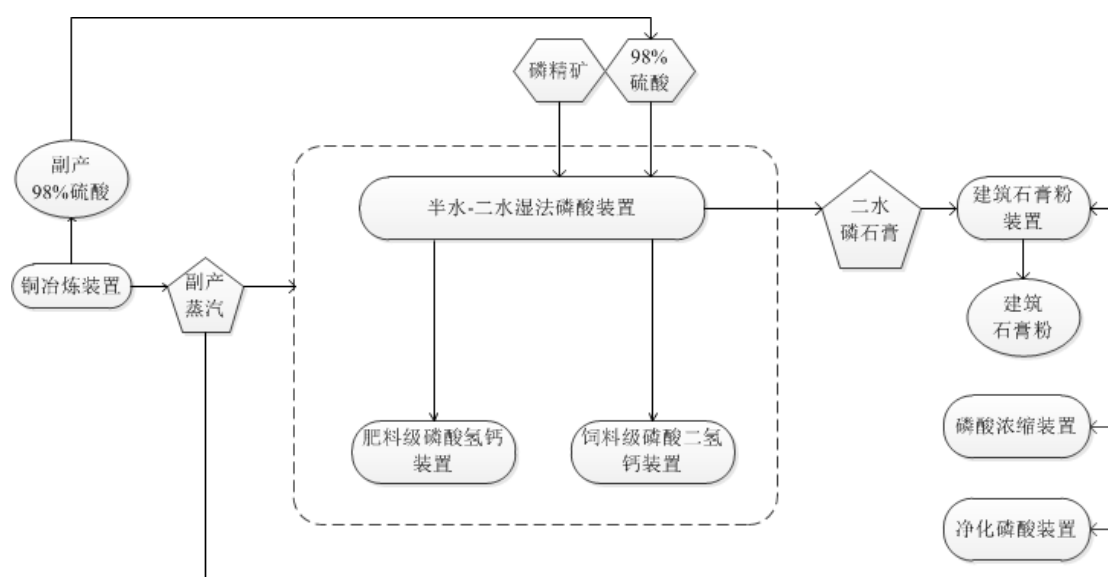 磷精矿
98%
硫酸
副产
98%硫酸
半水-二水湿法磷酸装置
二水
磷石膏
建筑石膏粉
装置
铜冶炼装置
副产
蒸汽
建筑
石膏粉
肥料级磷酸氢钙
装置
饲料级磷酸二氢
钙装置
磷酸浓缩装置
净化磷酸装置